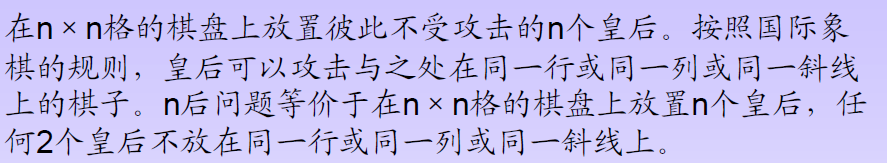 在n×n格的棋盘上放置彼此不受攻击的n个皇后。按照国际象
棋的规则，皇后可以攻击与之处在同一行或同一列或同一斜线
上的棋子。n后问题等价于在n×n格的棋盘上放置n个皇后，任
何2个皇后不放在同一行或同一列或同一斜线上。